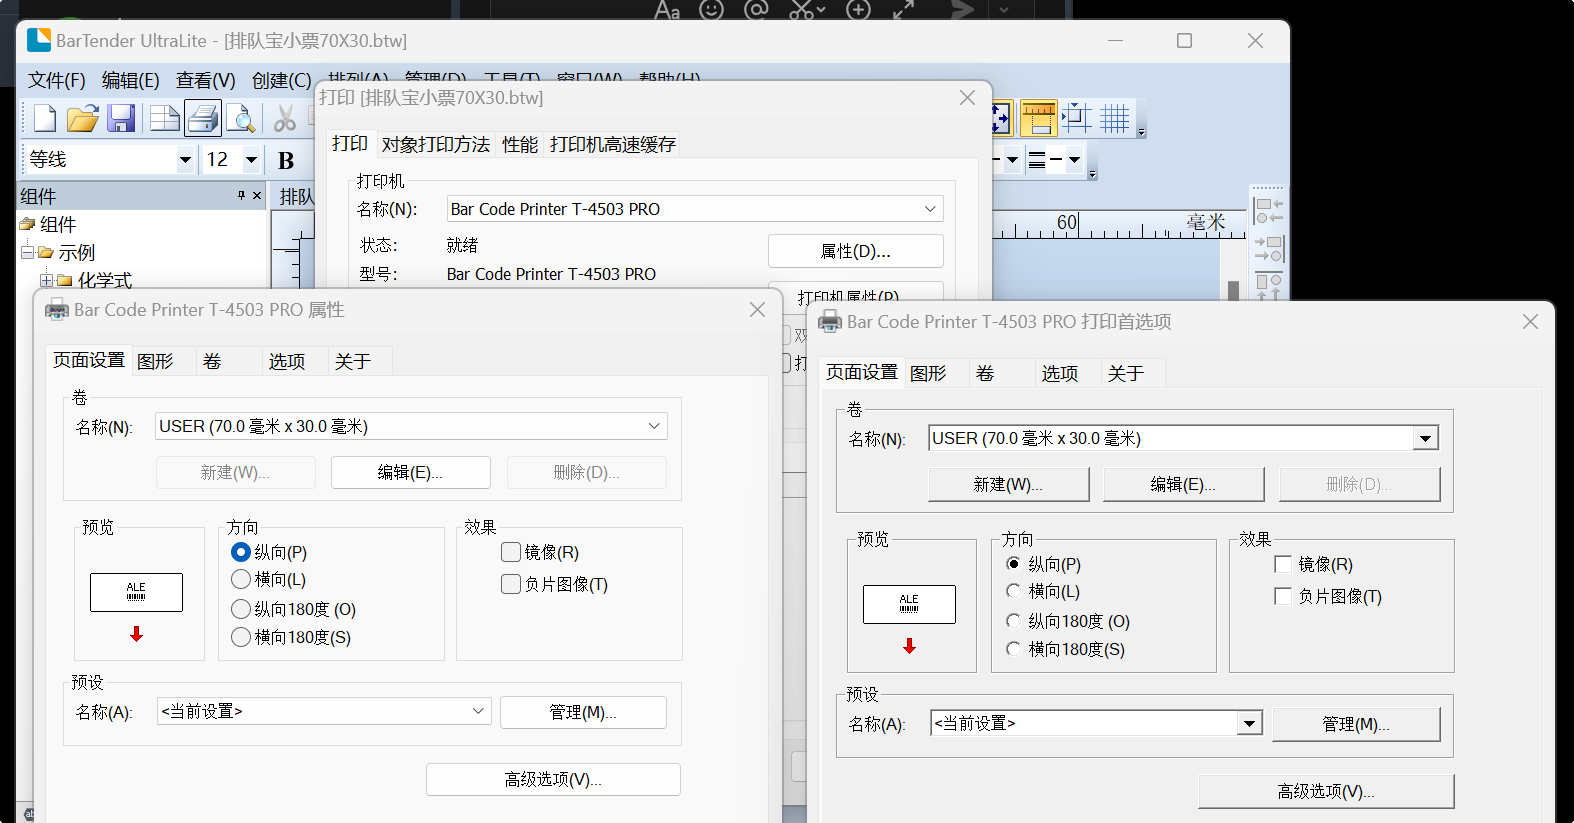 Aa
BarTender UltraLite - [排队宝小票70X30.btw]
文件(F) 编辑(E) 查看(V) 创建(C) 排列(A) 管理(D) 工具(T) 窗口(W) 帮助(H)
打印 [排队宝小票70X30.btw]
打印 对象打印方法 性能 打印机高速缓存
等线 12 B
打印机
组件 排队
名称(N): Bar Code Printer T-4503 PRO
60 毫米
组件
状态: 就绪 属性(D)...
示例
型号: Bar Code Printer T-4503 PRO
化学式
打印机属性(P)
Bar Code Printer T-4503 PRO 属性
页面设置 图形 卷 选项 关于
卷
名称(N): USER (70.0 毫米 x 30.0 毫米)
新建(W)... 编辑(E)... 删除(D)...
预览 方向 效果
纵向(P) 镜像(R)
横向(L) 负片图像(T)
ALE
纵向180度 (O)
横向180度(S)
预设
名称(A): <当前设置> 管理(M)...
高级选项(V)...
双
打
Bar Code Printer T-4503 PRO 打印首选项
页面设置 图形 卷 选项 关于
卷
名称(N): USER (70.0 毫米 x 30.0 毫米)
新建(W)... 编辑(E)... 删除(D)...
预览 方向 效果
纵向(P) 镜像(R)
横向(L) 负片图像(T)
ALE
纵向180度 (O)
横向180度(S)
预设
名称(A): <当前设置> 管理(M)...
高级选项(V)...